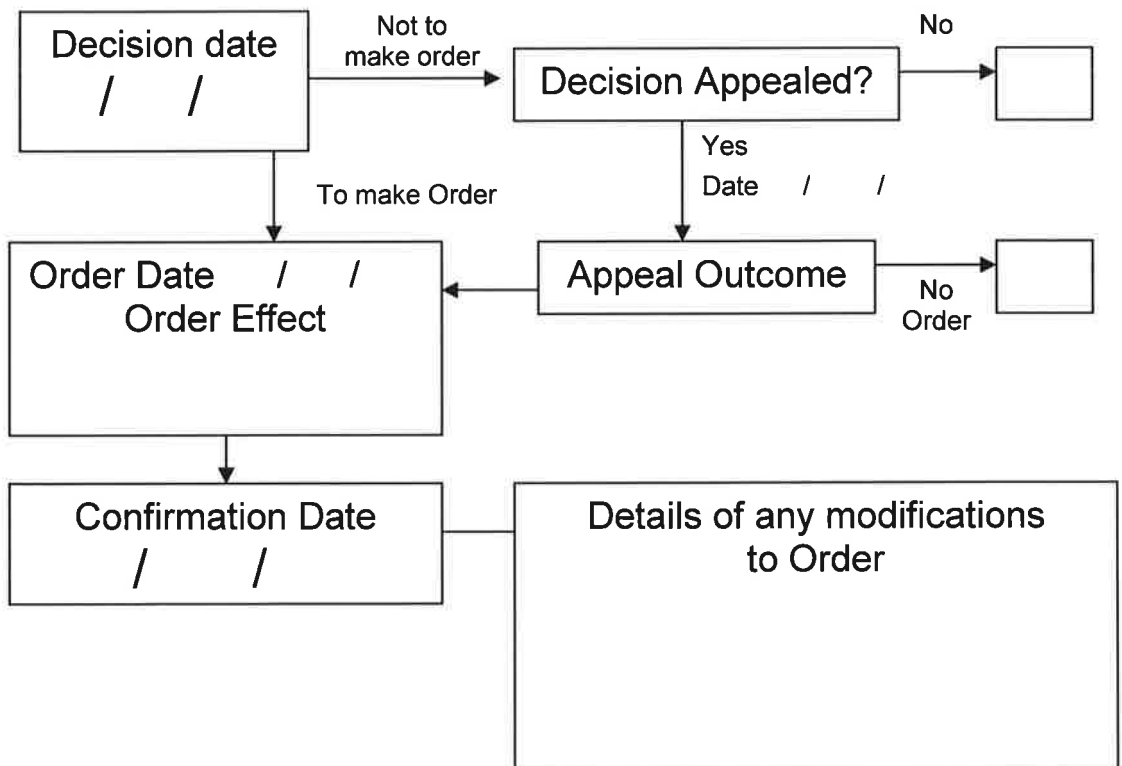 Decision date
/ /
Not to
make order
Decision Appealed?
No
Yes
Date / /
To make Order
Order Date / /
Order Effect
Appeal Outcome
No
Order
Confirmation Date
/ /
Details of any modifications
to Order